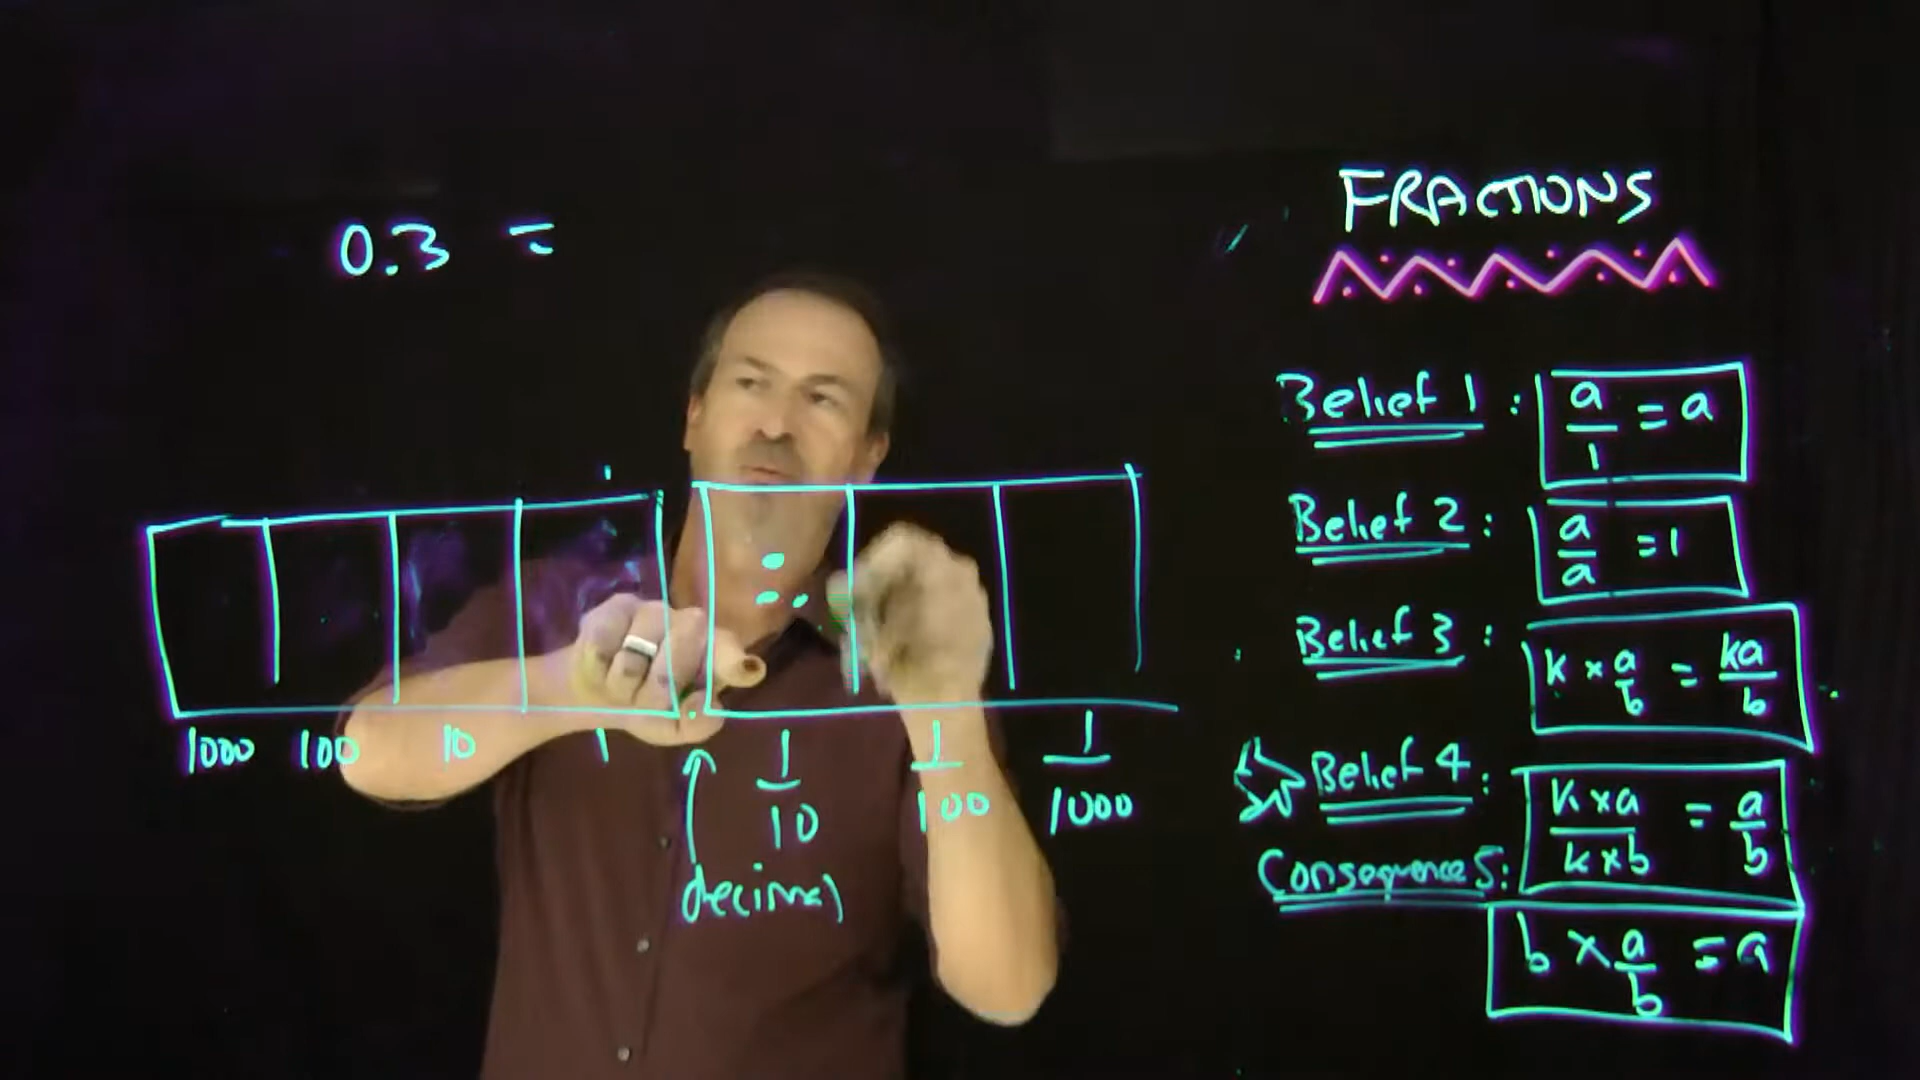 0.3 =
1000 100 10 1 . 1/10 1/100 1/1000
decimal
FRACTIONS
Belief 1 : a/1 = a
Belief 2 : a/a = 1
Belief 3 : k × a/b = ka/b
Belief 4 : k × a / k × b = a/b
Consequence 5 : b × a/b = a